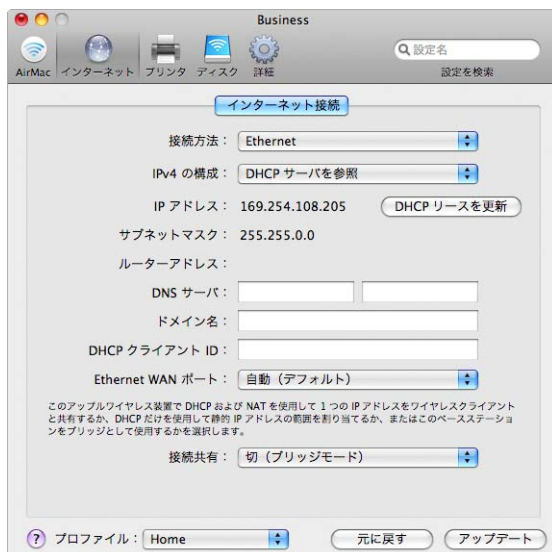 Business
設定名
AirMac インターネット プリンタ ディスク 詳細 設定を検索
インターネット接続
接続方法： Ethernet
IPv4 の構成： DHCP サーバを参照
IP アドレス： 169.254.108.205 DHCP リースを更新
サブネットマスク： 255.255.0.0
ルーターアドレス：
DNS サーバ：
ドメイン名：
DHCP クライアント ID：
Ethernet WAN ポート： 自動（デフォルト）
このアップルワイヤレス装置で DHCP および NAT を使用して 1 つの IP アドレスをワイヤレスクライアント
と共有するか、DHCP だけを使用して静的 IP アドレスの範囲を割り当てるか、またはこのベースステーショ
ンをブリッジとして使用するかを選択します。
接続共有： 切（ブリッジモード）
? プロファイル： Home 元に戻す アップデート